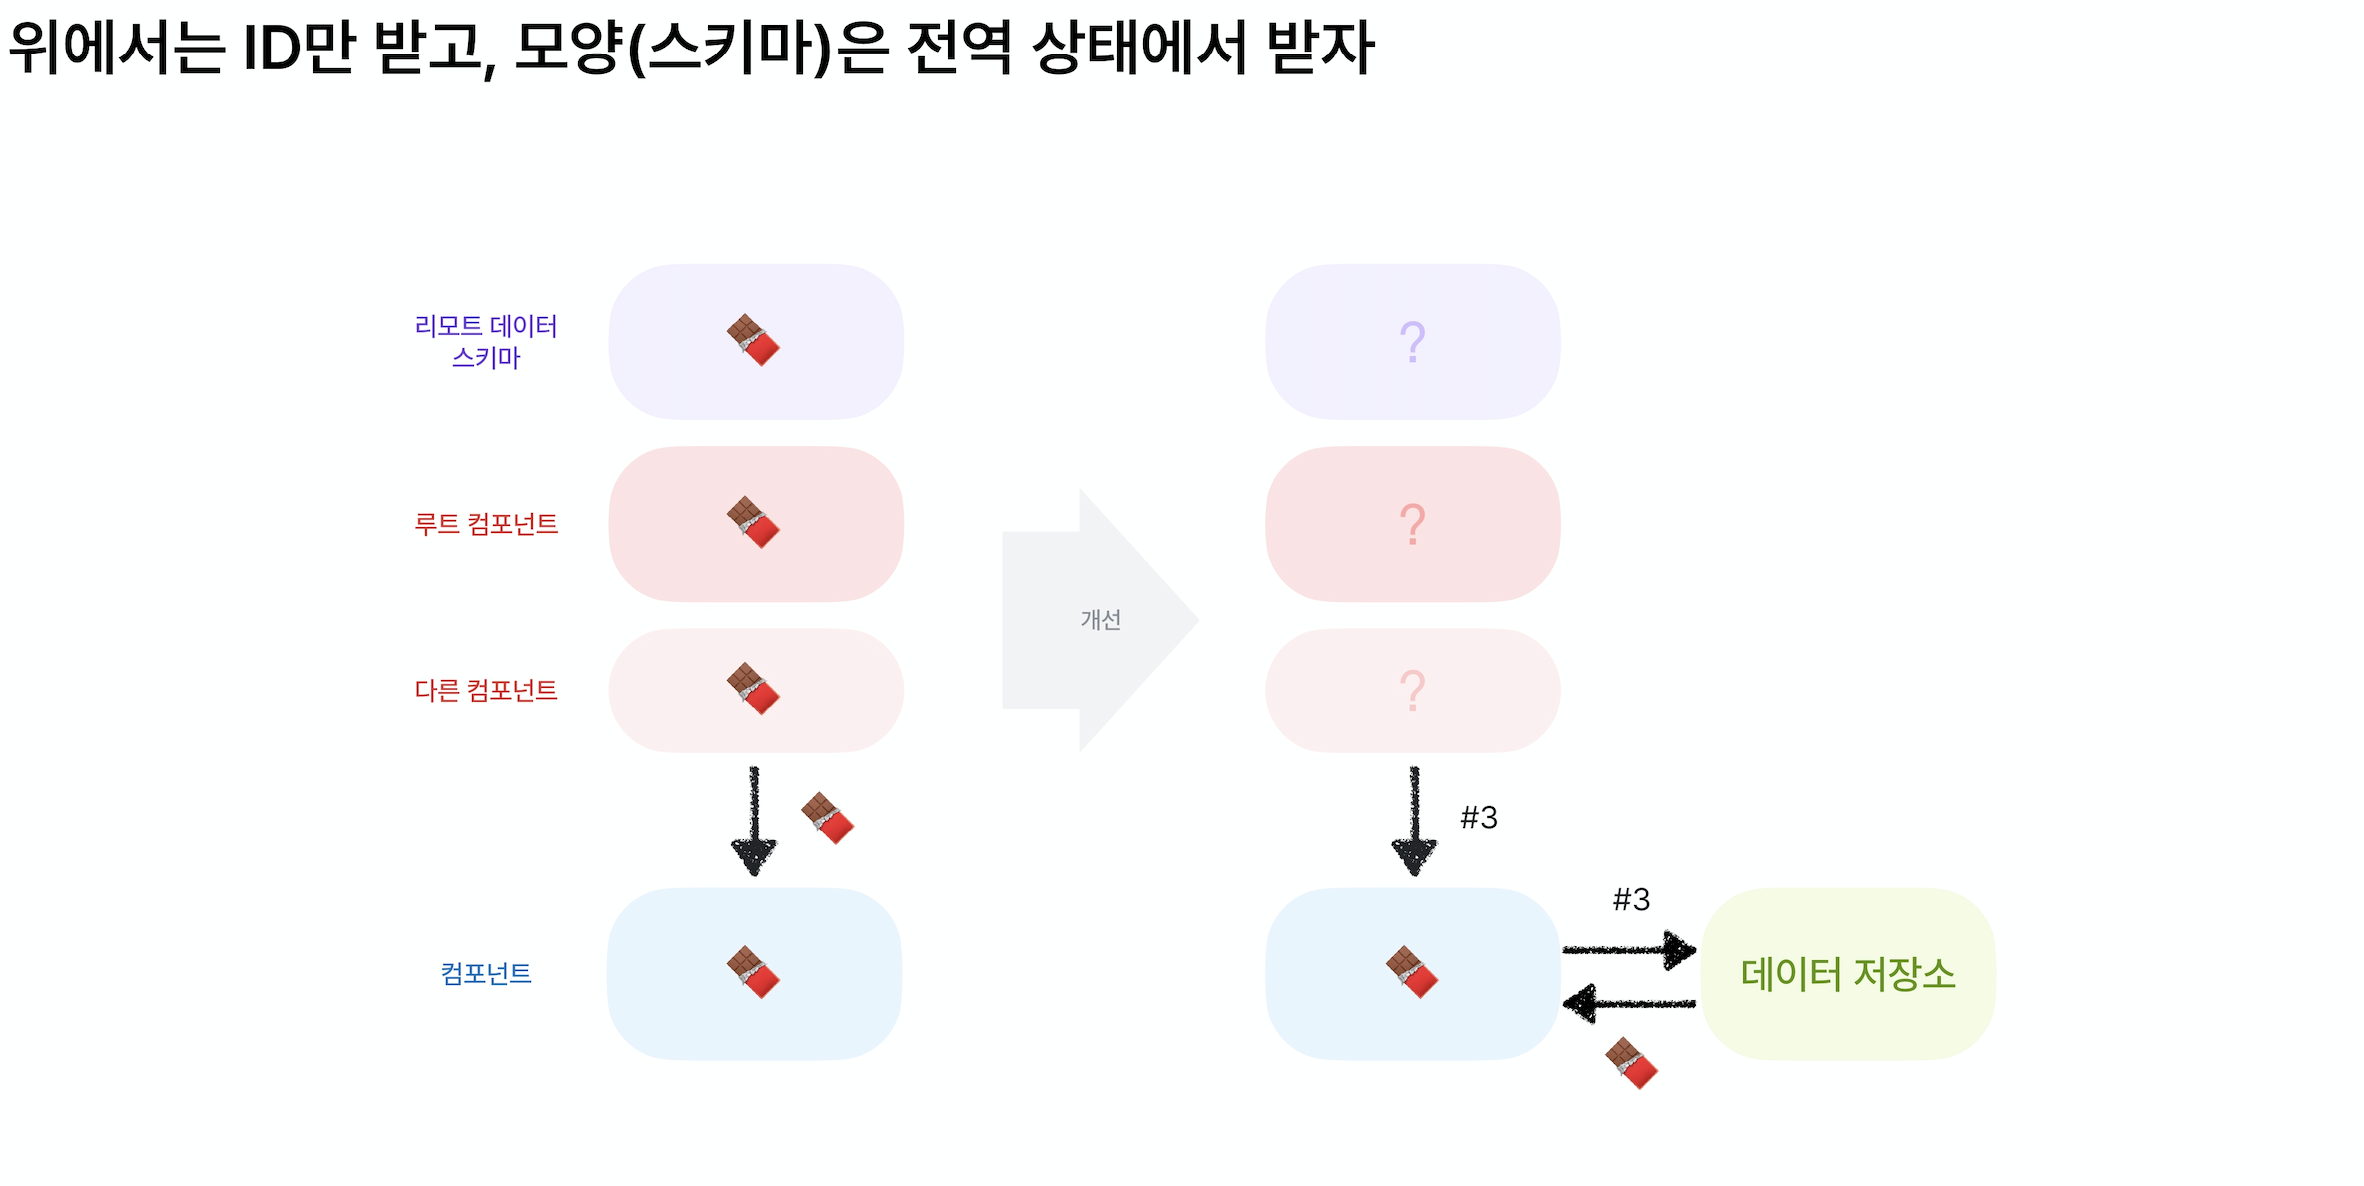 위에서는 ID만 받고, 모양(스키마)은 전역 상태에서 받자
리모트 데이터
스키마
?
루트 컴포넌트
?
개선
다른 컴포넌트
?
#3
#3
컴포넌트
데이터 저장소